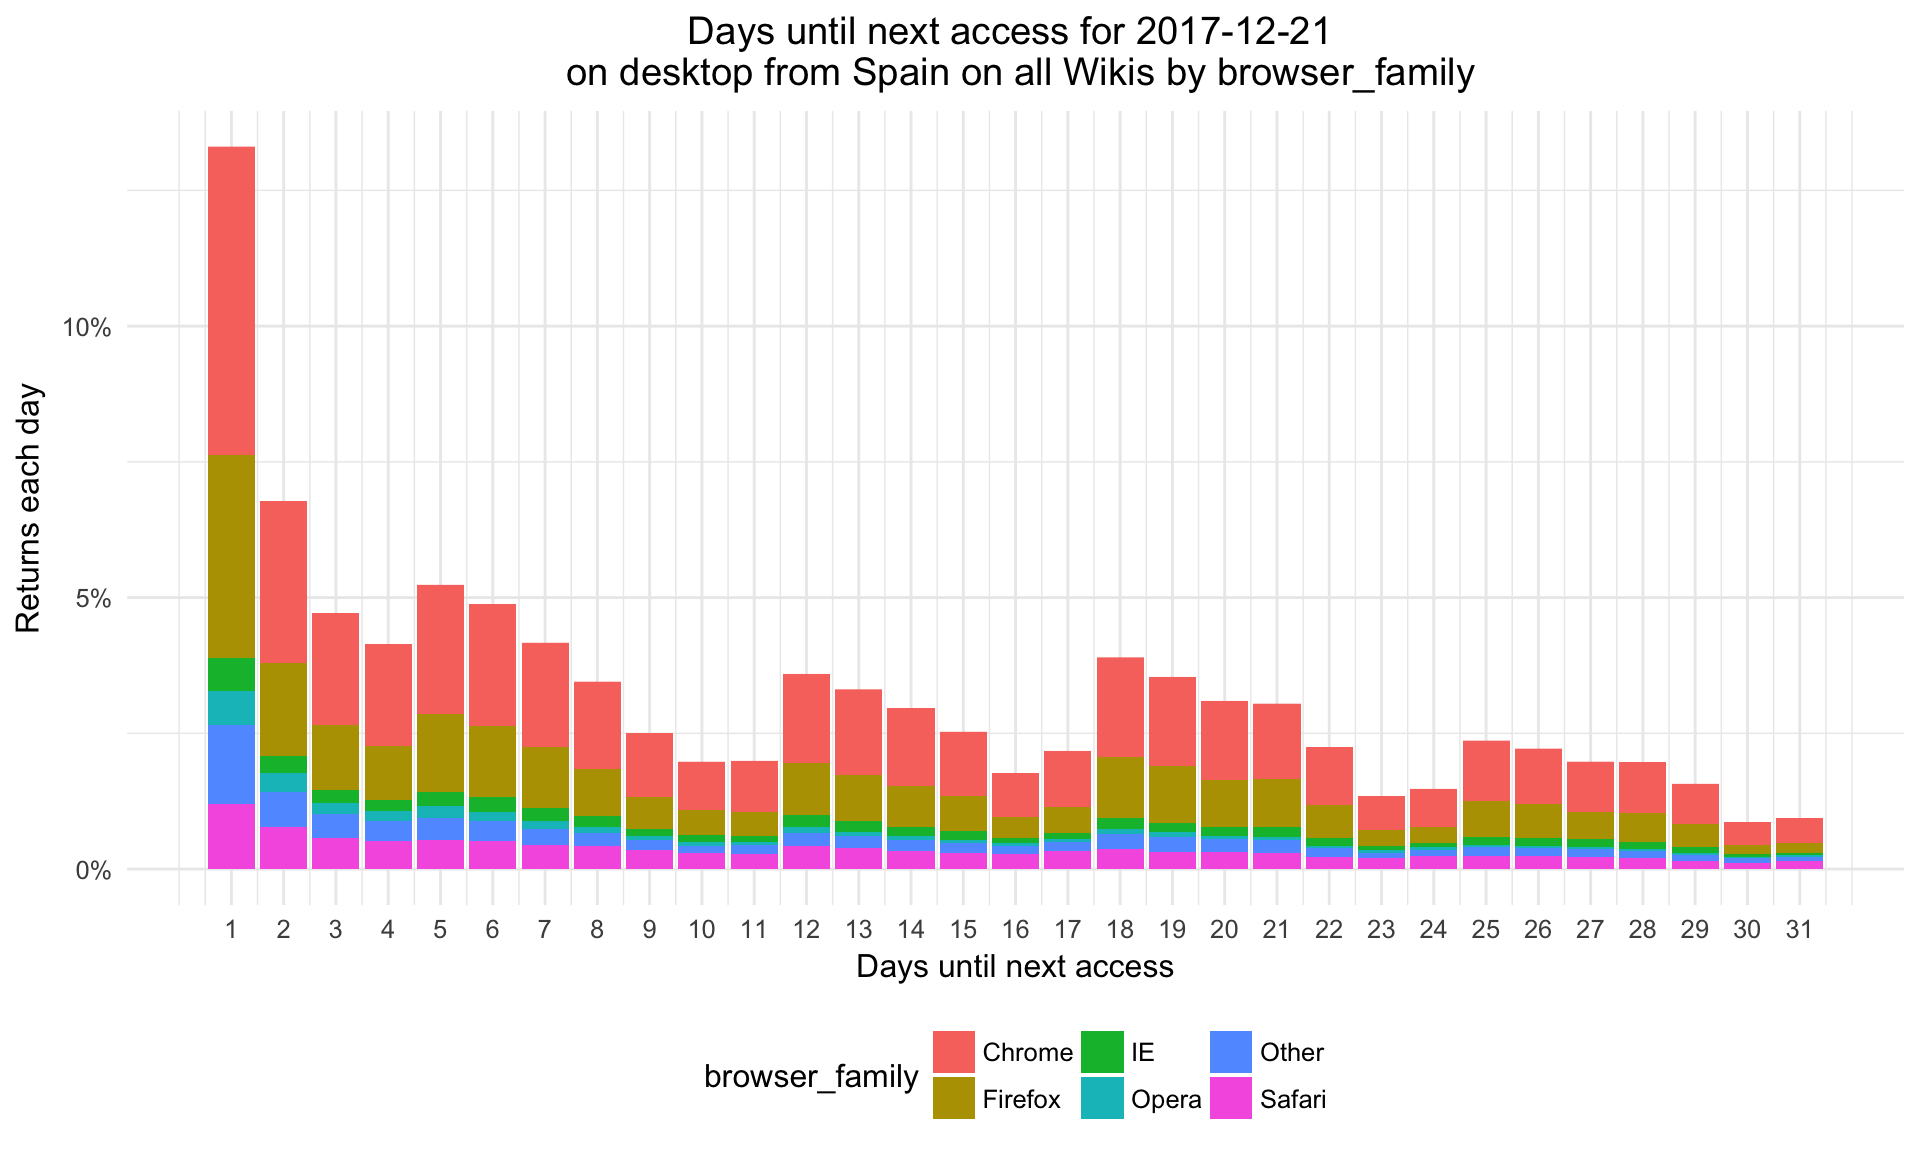 Days until next access for 2017-12-21
on desktop from Spain on all Wikis by browser_family
Returns each day
10%
5%
0%
1 2 3 4 5 6 7 8 9 10 11 12 13 14 15 16 17 18 19 20 21 22 23 24 25 26 27 28 29 30 31
Days until next access
browser_family
Chrome IE Other
Firefox Opera Safari